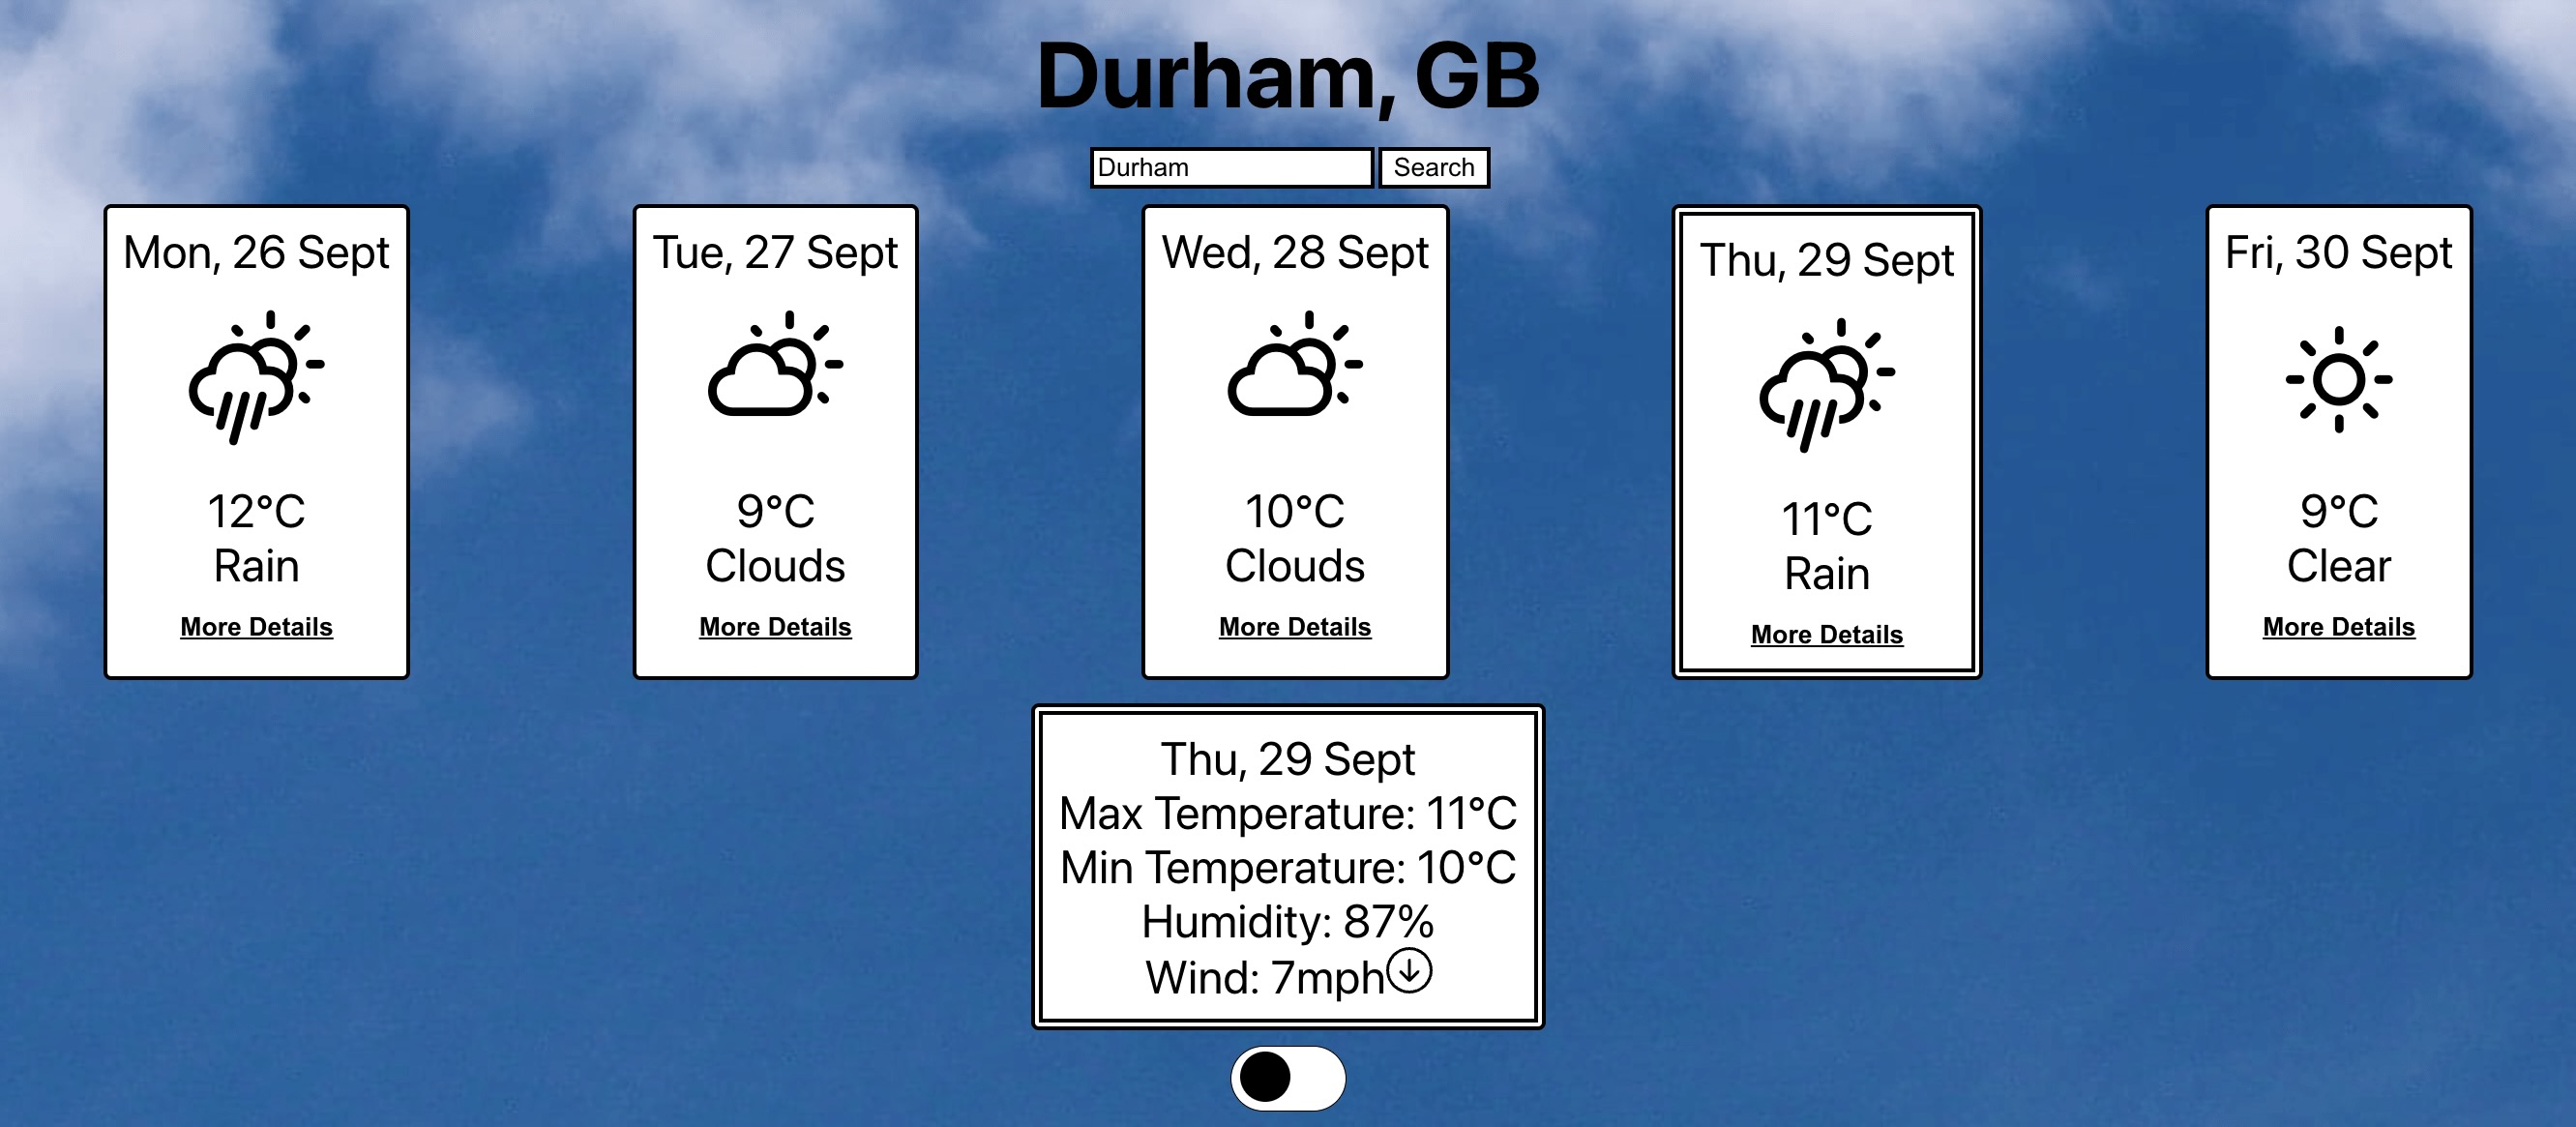 Durham, GB
Durham
Search
Mon, 26 Sept
12°C
Rain
More Details
Tue, 27 Sept
9°C
Clouds
More Details
Wed, 28 Sept
10°C
Clouds
More Details
Thu, 29 Sept
11°C
Rain
More Details
Fri, 30 Sept
9°C
Clear
More Details
Thu, 29 Sept
Max Temperature: 11°C
Min Temperature: 10°C
Humidity: 87%
Wind: 7mph